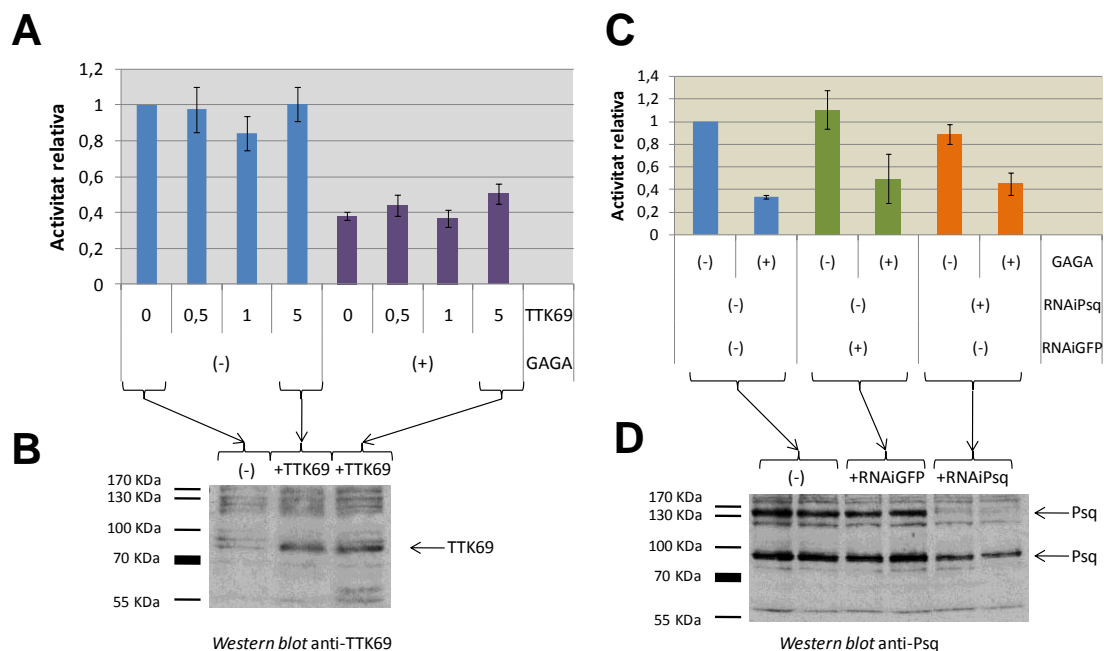 A
Activitat relativa
1,2
1
0,8
0,6
0,4
0,2
0
0 0,5 1 5 0 0,5 1 5 TTK69
(-) (+) GAGA
B
(-) +TTK69 +TTK69
170 KDa
130 KDa
100 KDa
70 KDa
55 KDa
TTK69
Western blot anti-TTK69
C
Activitat relativa
1,4
1,2
1
0,8
0,6
0,4
0,2
0
(-) (+) (-) (+) (-) (+) GAGA
(-) (-) (+) RNAiPsq
(-) (+) (-) RNAiGFP
D
(-) +RNAiGFP +RNAiPsq
170 KDa
130 KDa
100 KDa
70 KDa
55 KDa
Psq
Psq
Western blot anti-Psq